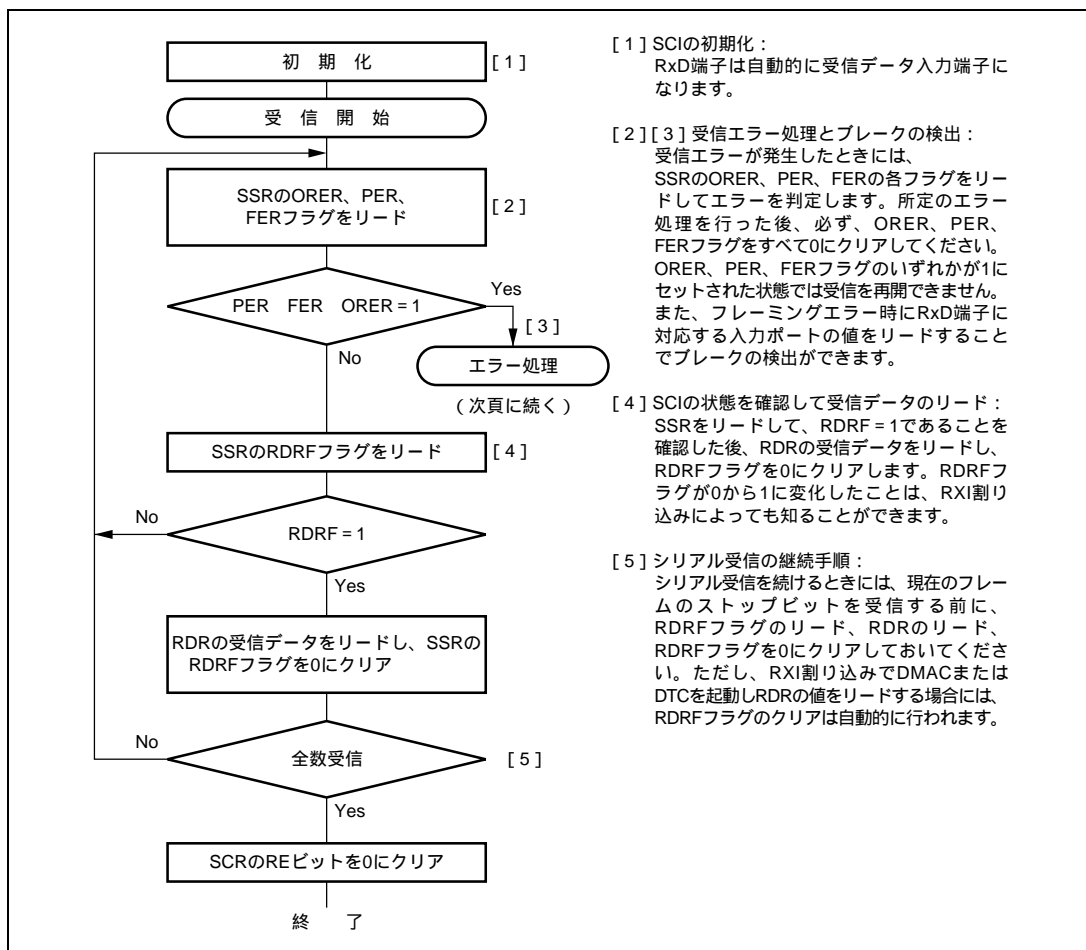 初 期 化
[ 1 ]
受 信 開 始
SSRのORER、PER、
FERフラグをリード
[ 2 ]
PER FER ORER = 1
Yes
[ 3 ]
No
エラー処理
（次頁に続く）
SSRのRDRFフラグをリード
[ 4 ]
No
RDRF = 1
Yes
RDRの受信データをリードし、SSRの
RDRFフラグを0にクリア
No
全数受信
[ 5 ]
Yes
SCRのREビットを0にクリア
終 了
[ 1 ] SCIの初期化：
RxD端子は自動的に受信データ入力端子に
なります。
[ 2 ] [ 3 ] 受信エラー処理とブレークの検出：
受信エラーが発生したときには、
SSRのORER、PER、FERの各フラグをリー
ドしてエラーを判定します。所定のエラー
処理を行った後、必ず、ORER、PER、
FERフラグをすべて0にクリアしてください。
ORER、PER、FERフラグのいずれかが1に
セットされた状態では受信を再開できません。
また、フレーミングエラー時にRxD端子に
対応する入力ポートの値をリードすること
でブレークの検出ができます。
[ 4 ] SCIの状態を確認して受信データのリード：
SSRをリードして、RDRF = 1であることを
確認した後、RDRの受信データをリードし、
RDRFフラグを0にクリアします。RDRFフ
ラグが0から1に変化したことは、RXI割り
込みによっても知ることができます。
[ 5 ] シリアル受信の継続手順：
シリアル受信を続けるときには、現在のフレー
ムのストップビットを受信する前に、
RDRFフラグのリード、RDRのリード、
RDRFフラグを0にクリアしておいてくださ
い。ただし、RXI割り込みでDMACまたは
DTCを起動しRDRの値をリードする場合には、
RDRFフラグのクリアは自動的に行われます。